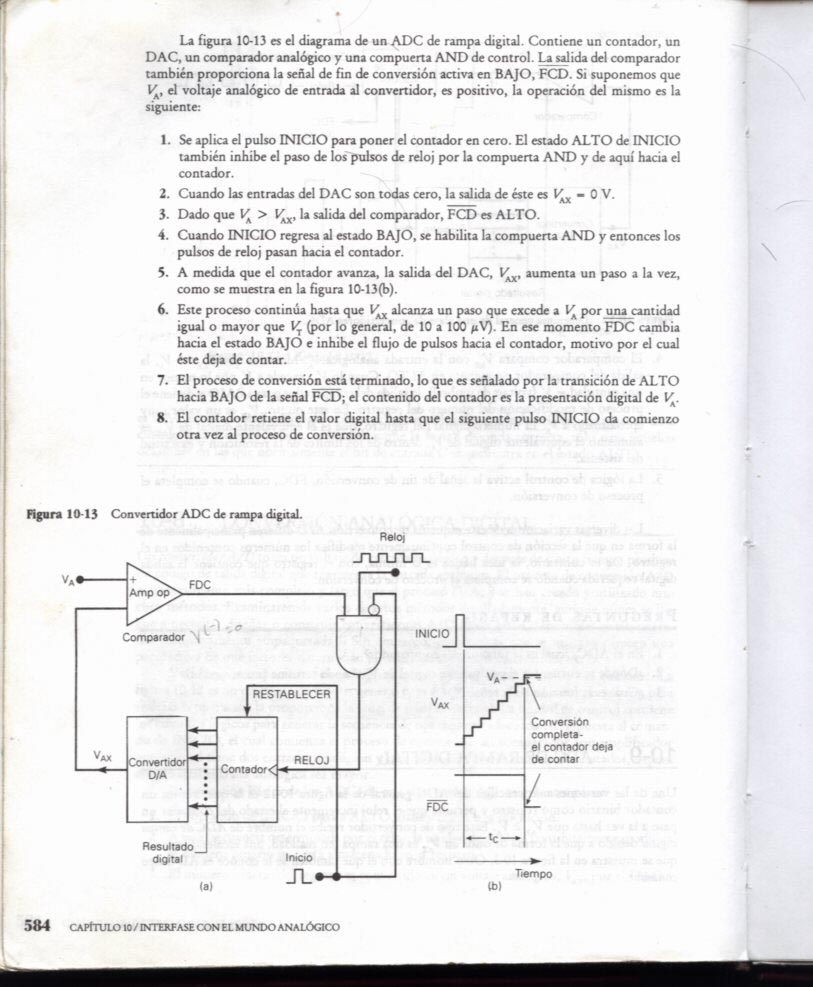 La figura 10-13 es el diagrama de un ADC de rampa digital. Contiene un contador, un
DAC, un comparador analógico y una compuerta AND de control. La salida del comparador
también proporciona la señal de fin de conversión activa en BAJO, F̅C̅D̅. Si suponemos que
V_A, el voltaje analógico de entrada al convertidor, es positivo, la operación del mismo es la
siguiente:
1. Se aplica el pulso INICIO para poner el contador en cero. El estado ALTO de INICIO
también inhibe el paso de los pulsos de reloj por la compuerta AND y de aquí hacia el
contador.
2. Cuando las entradas del DAC son todas cero, la salida de éste es V_AX = 0 V.
3. Dado que V_A > V_AX, la salida del comparador, F̅C̅D̅ es ALTO.
4. Cuando INICIO regresa al estado BAJO, se habilita la compuerta AND y entonces los
pulsos de reloj pasan hacia el contador.
5. A medida que el contador avanza, la salida del DAC, V_AX, aumenta un paso a la vez,
como se muestra en la figura 10-13(b).
6. Este proceso continúa hasta que V_AX alcanza un paso que excede a V_A por una cantidad
igual o mayor que V_T (por lo general, de 10 a 100 μV). En ese momento F̅D̅C̅ cambia
hacia el estado BAJO e inhibe el flujo de pulsos hacia el contador, motivo por el cual
éste deja de contar.
7. El proceso de conversión está terminado, lo que es señalado por la transición de ALTO
hacia BAJO de la señal F̅C̅D̅; el contenido del contador es la presentación digital de V_A.
8. El contador retiene el valor digital hasta que el siguiente pulso INICIO da comienzo
otra vez al proceso de conversión.
Figura 10-13 Convertidor ADC de rampa digital.
Reloj
V_A
+
Amp op
FDC
Comparador
INICIO
RESTABLECER
V_AX
Convertidor
D/A
Contador
RELOJ
Resultado
digital
Inicio
(a)
V_A
V_AX
Conversión
completa-
el contador deja
de contar
F̅D̅C̅
t_C
Tiempo
(b)
584 CAPÍTULO 10 / INTERFASE CON EL MUNDO ANALÓGICO